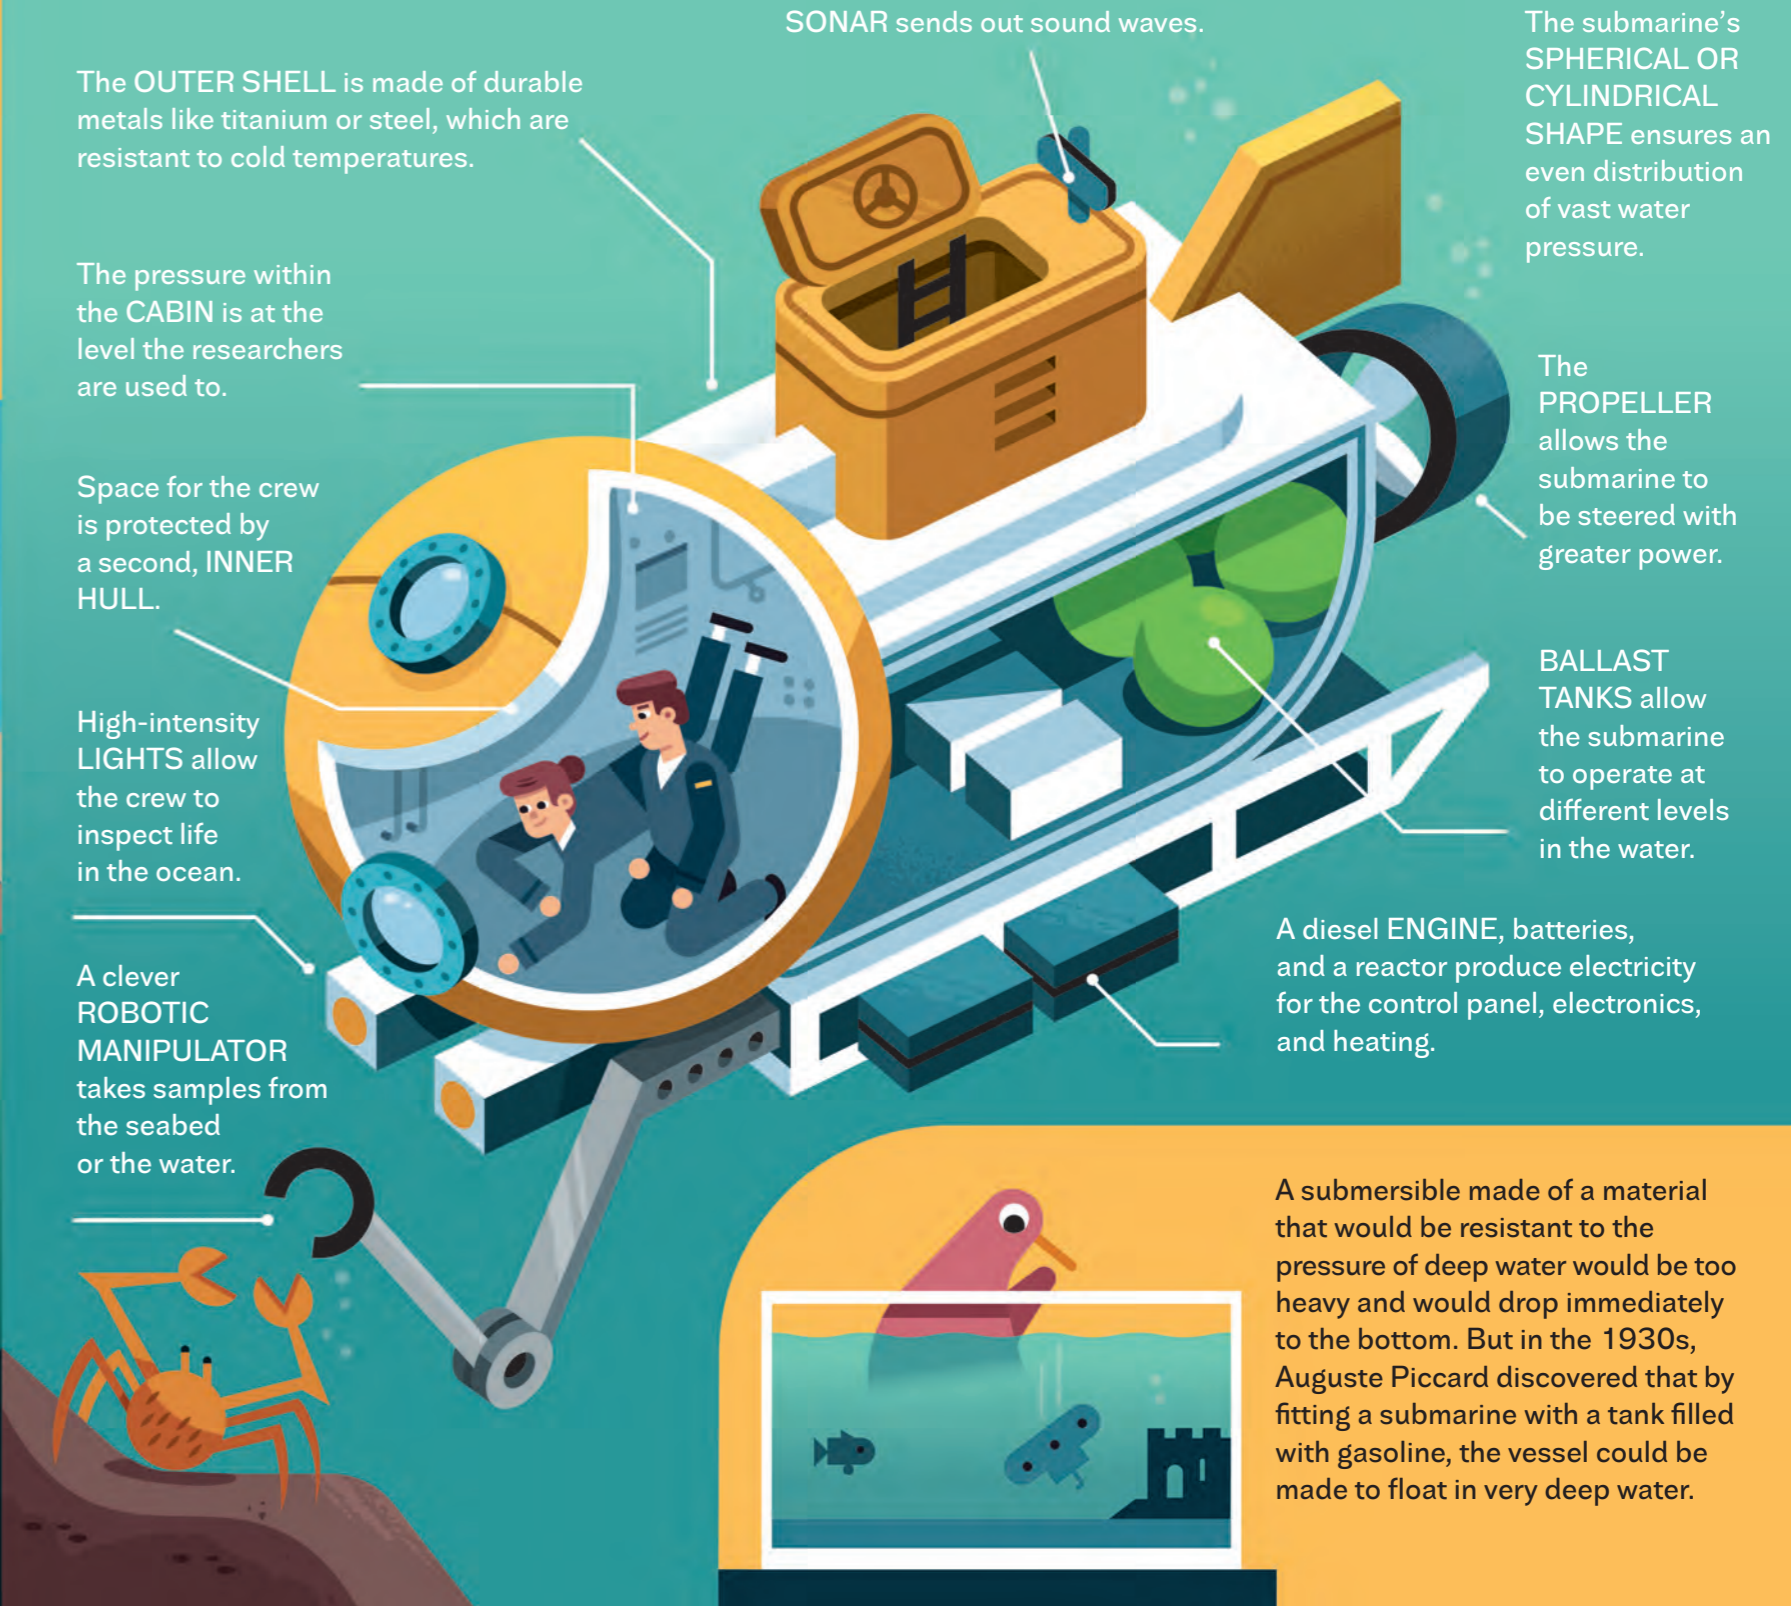 SONAR sends out sound waves.
The OUTER SHELL is made of durable
metals like titanium or steel, which are
resistant to cold temperatures.
The pressure within
the CABIN is at the
level the researchers
are used to.
Space for the crew
is protected by
a second, INNER
HULL.
High-intensity
LIGHTS allow
the crew to
inspect life
in the ocean.
A clever
ROBOTIC
MANIPULATOR
takes samples from
the seabed
or the water.
The submarine’s
SPHERICAL OR
CYLINDRICAL
SHAPE ensures an
even distribution
of vast water
pressure.
The
PROPELLER
allows the
submarine to
be steered with
greater power.
BALLAST
TANKS allow
the submarine
to operate at
different levels
in the water.
A diesel ENGINE, batteries,
and a reactor produce electricity
for the control panel, electronics,
and heating.
A submersible made of a material
that would be resistant to the
pressure of deep water would be too
heavy and would drop immediately
to the bottom. But in the 1930s,
Auguste Piccard discovered that by
fitting a submarine with a tank filled
with gasoline, the vessel could be
made to float in very deep water.